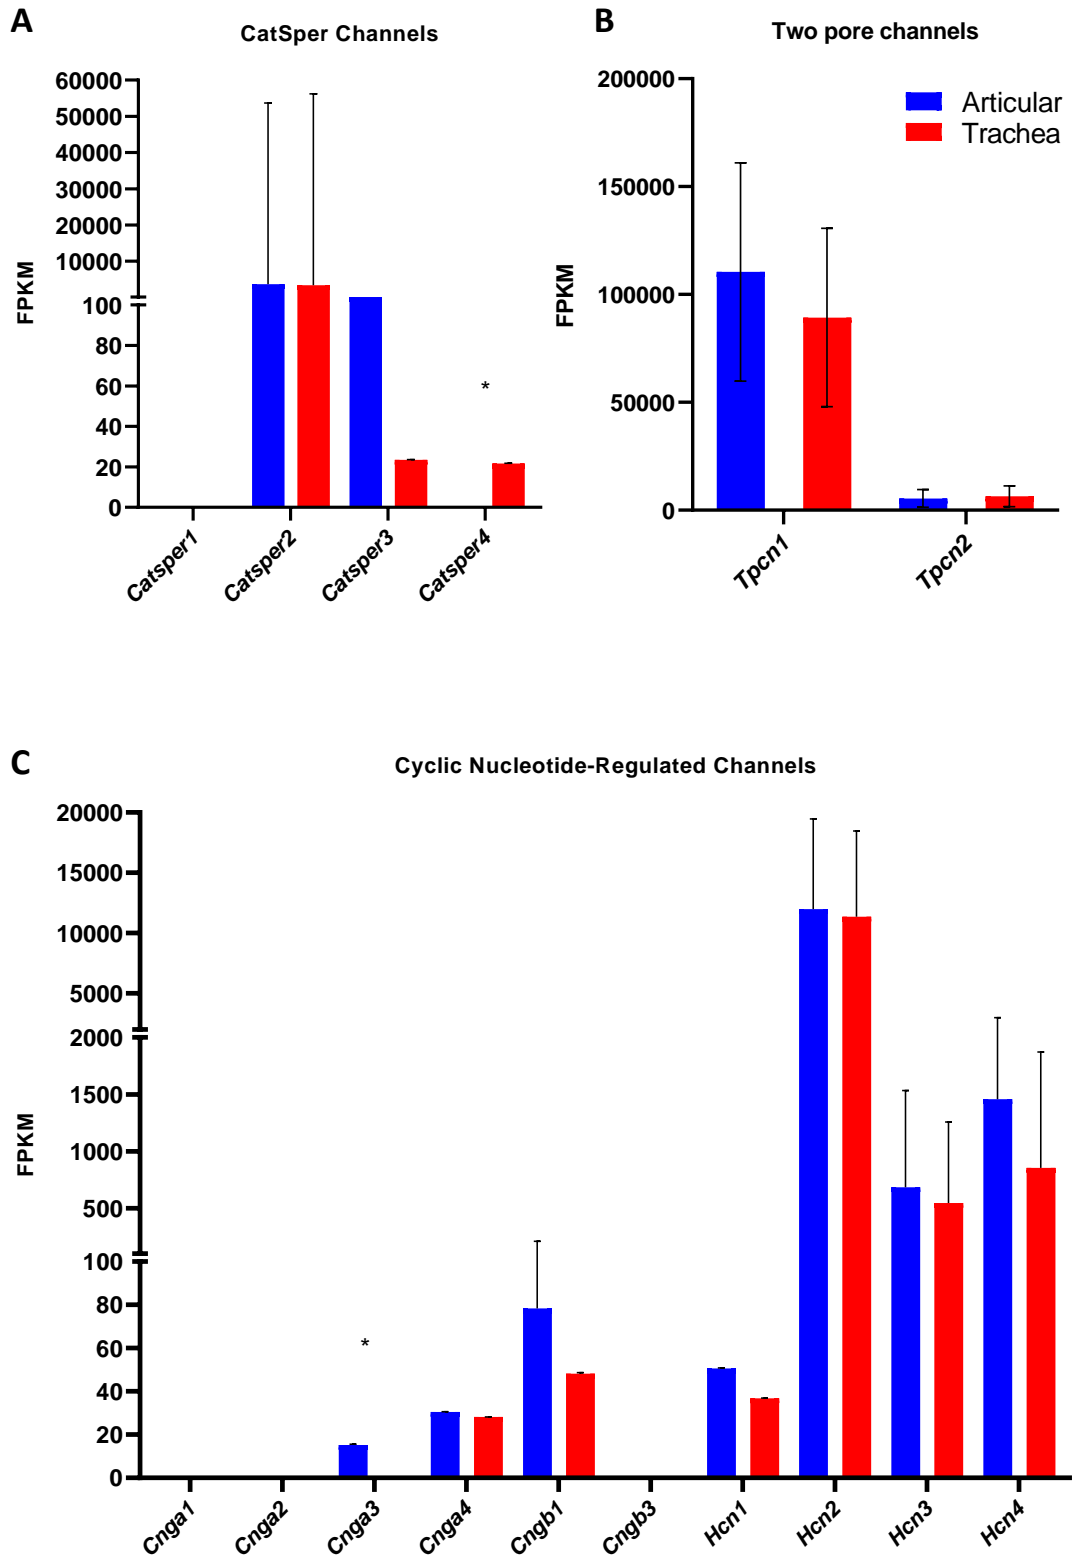 A
CatSper Channels
60000
50000
40000
30000
20000
10000
100
80
60
40
20
0
FPKM
*
Catsper1
Catsper2
Catsper3
Catsper4
B
Two pore channels
200000
150000
100000
50000
0
FPKM
Articular
Trachea
Tpcn1
Tpcn2
C
Cyclic Nucleotide-Regulated Channels
20000
15000
10000
5000
2000
1500
1000
500
100
80
60
40
20
0
FPKM
*
Cnga1
Cnga2
Cnga3
Cnga4
Cngb1
Cngb3
Hcn1
Hcn2
Hcn3
Hcn4